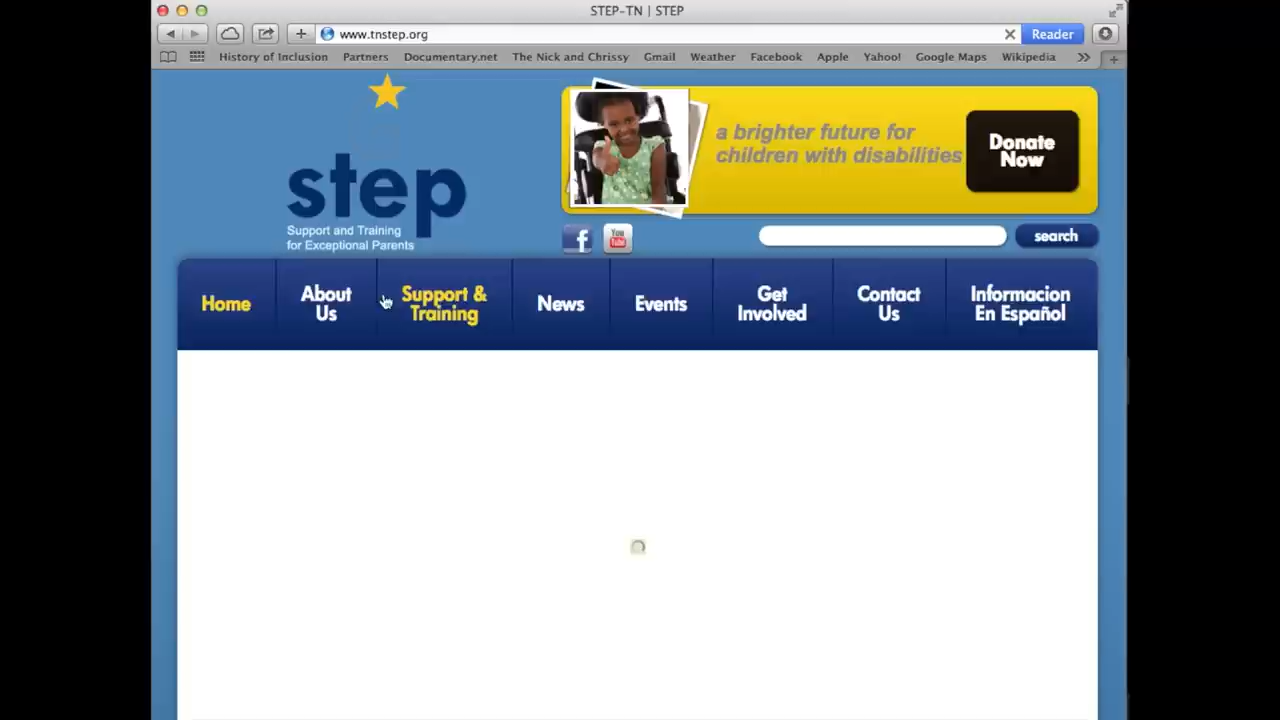 STEP-TN | STEP
www.tnstep.org
Reader
History of Inclusion Partners Documentary.net The Nick and Chrissy Gmail Weather Facebook Apple Yahoo! Google Maps Wikipedia
step
Support and Training
for Exceptional Parents
a brighter future for
children with disabilities
Donate
Now
f
You
Tube
search
Home
About
Us
Support &
Training
News
Events
Get
Involved
Contact
Us
Informacion
En Español